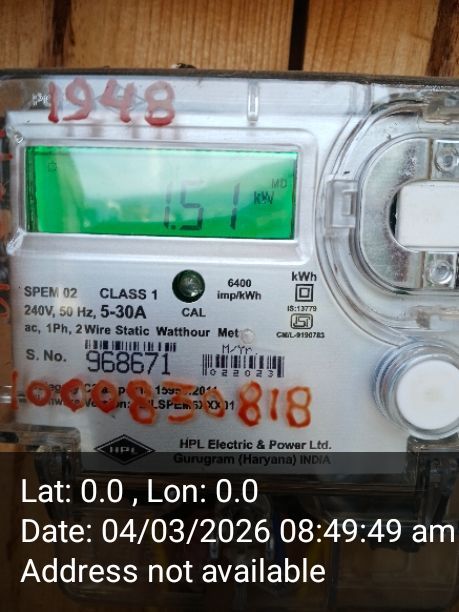 1948
MD
1.51 kW
SPEM 02 CLASS 1
240V, 50 Hz, 5-30A
ac, 1Ph, 2 Wire Static Watthour Met
CAL
6400
imp/kWh
kWh
IS:13779
CM/L-9190783
S. No. 968671
M/Yr
022023
1000850818
HPL
HPL Electric & Power Ltd.
Gurugram (Haryana) INDIA
Lat: 0.0 , Lon: 0.0
Date: 04/03/2026 08:49:49 am
Address not available